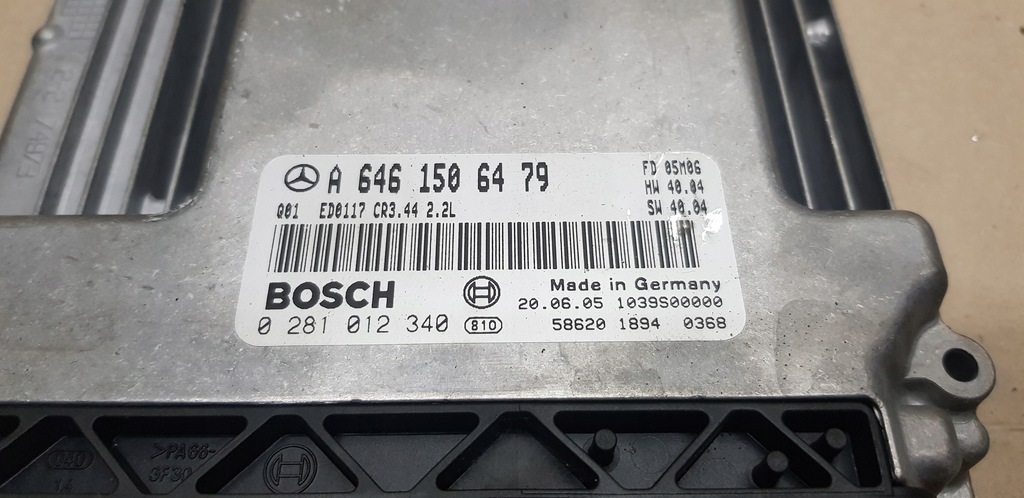 A 646 150 64 79
FD 05M06
HW 40.04
SW 40.04
Q01 ED0117 CR3.44 2.2L
BOSCH
Made in Germany
20.06.05 1039S00000
0 281 012 340 810
58620 1894 0368
>PA66-